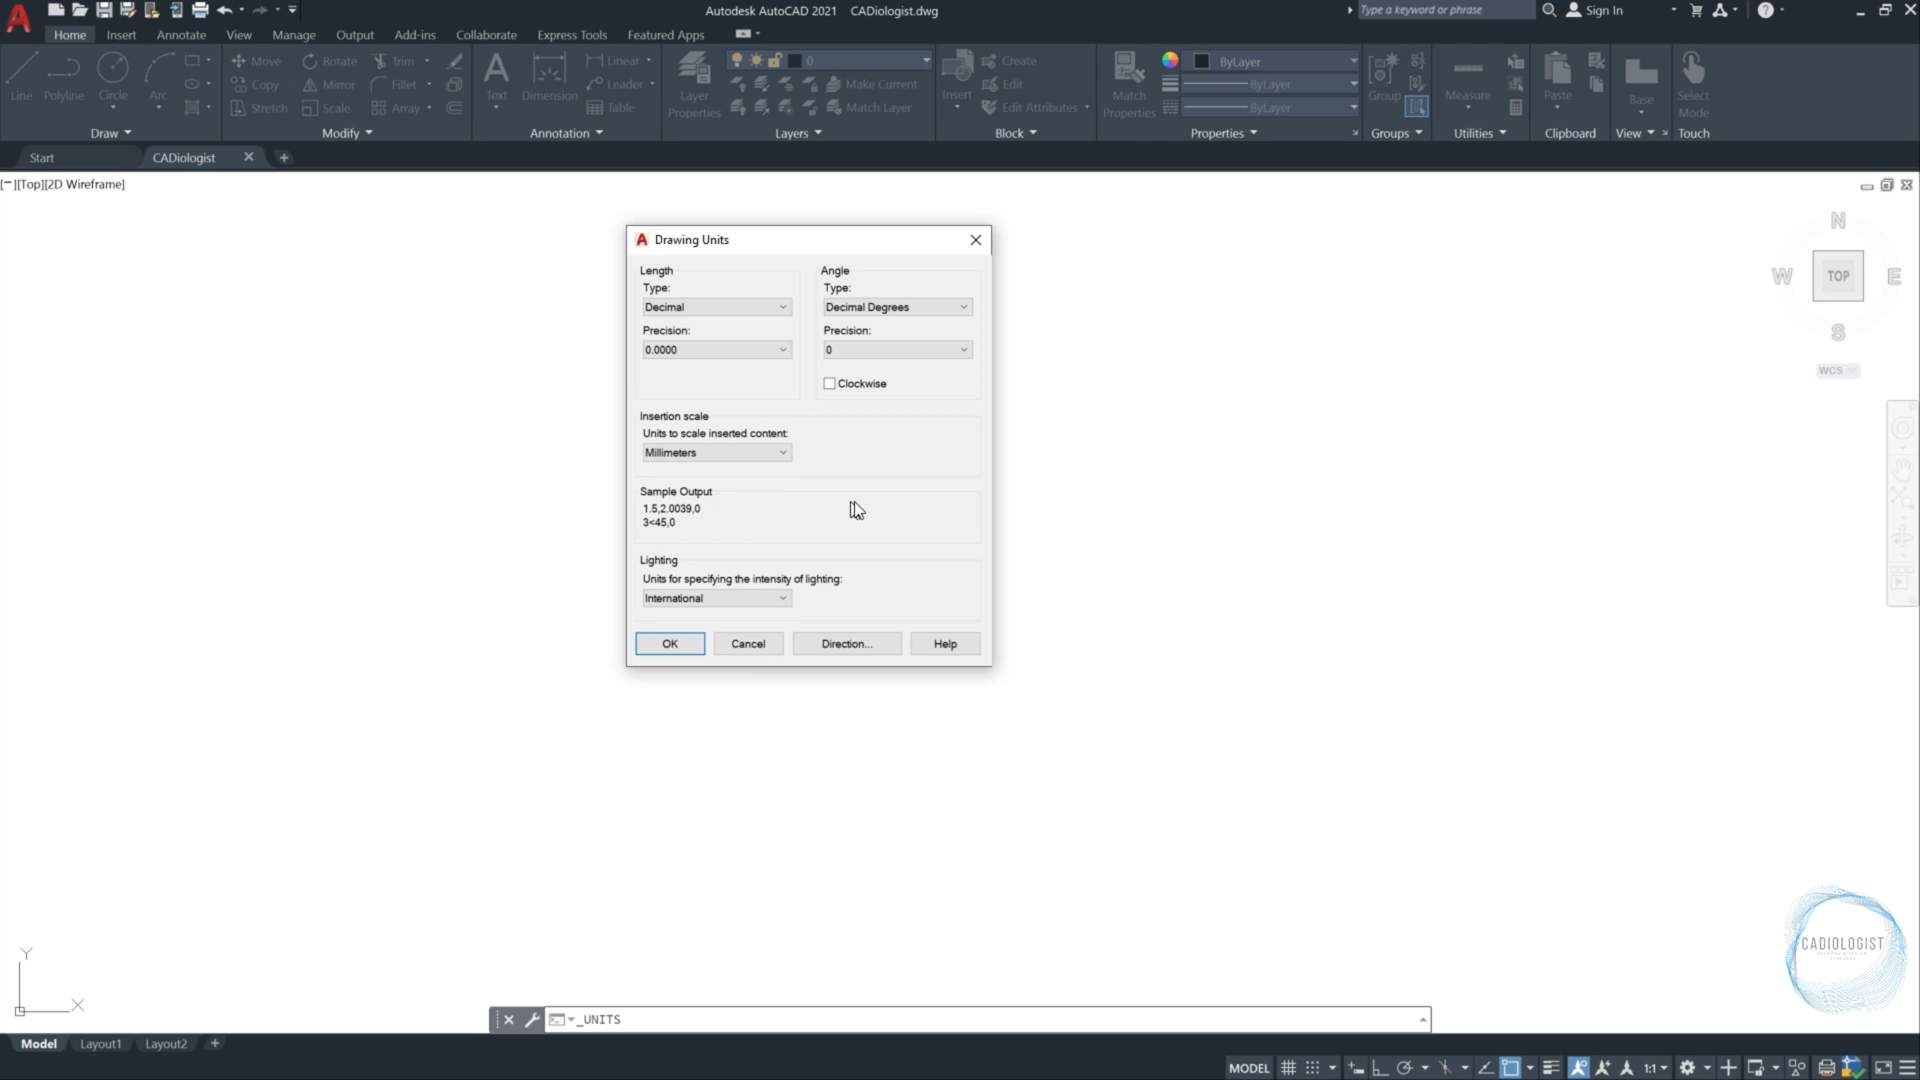 Autodesk AutoCAD 2021 CADiologist.dwg
Type a keyword or phrase
Sign In
Home Insert Annotate View Manage Output Add-ins Collaborate Express Tools Featured Apps
Line Polyline Circle Arc
Move Rotate Trim
Copy Mirror Fillet
Stretch Scale Array
Text Dimension
Linear
Leader
Table
Layer Properties
0
Make Current
Match Layer
Insert
Create
Edit
Edit Attributes
Match Properties
ByLayer
ByLayer
ByLayer
Group
Measure
Paste
Base
Select Mode
Draw Modify Annotation Layers Block Properties Groups Utilities Clipboard View Touch
Start CADiologist
[−][Top][2D Wireframe]
N
W TOP E
S
WCS
Drawing Units
Length
Type:
Decimal
Precision:
0.0000
Angle
Type:
Decimal Degrees
Precision:
0
Clockwise
Insertion scale
Units to scale inserted content:
Millimeters
Sample Output
1.5,2.0039,0
3<45,0
Lighting
Units for specifying the intensity of lighting:
International
OK Cancel Direction... Help
CADIOLOGIST
Y
X
_UNITS
Model Layout1 Layout2
MODEL 1:1